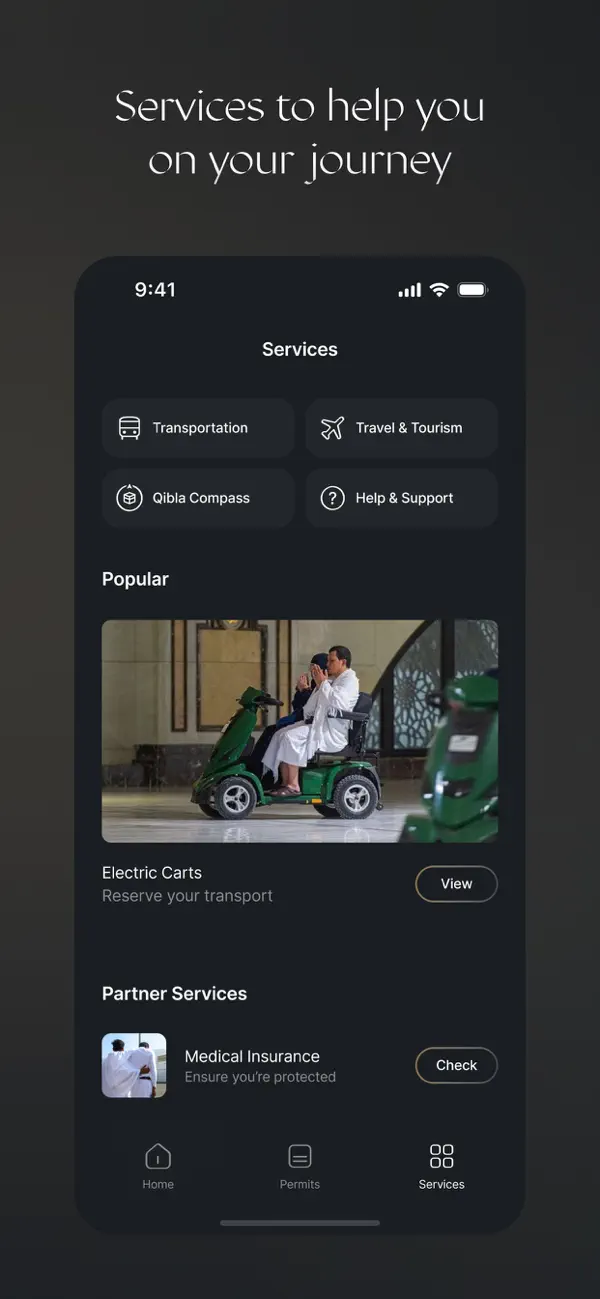 Services to help you
on your journey
9:41
Services
Transportation
Travel & Tourism
Qibla Compass
? Help & Support
Popular
Electric Carts
Reserve your transport
View
Partner Services
Medical Insurance
Ensure you're protected
Check
Home
Permits
Services